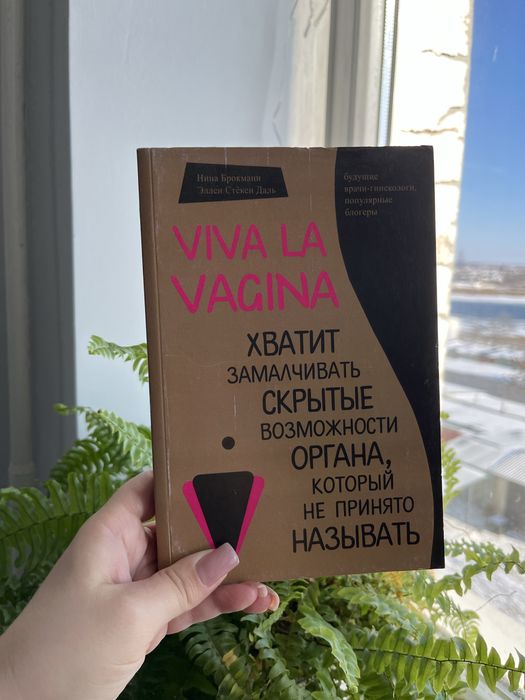 Нина Брокманн
Эллен Стёкен Даль
будущие
врачи-гинекологи,
популярные
блогеры
VIVA LA
VAGINA
ХВАТИТ
ЗАМАЛЧИВАТЬ
СКРЫТЫЕ
ВОЗМОЖНОСТИ
ОРГАНА,
КОТОРЫЙ
НЕ ПРИНЯТО
НАЗЫВАТЬ